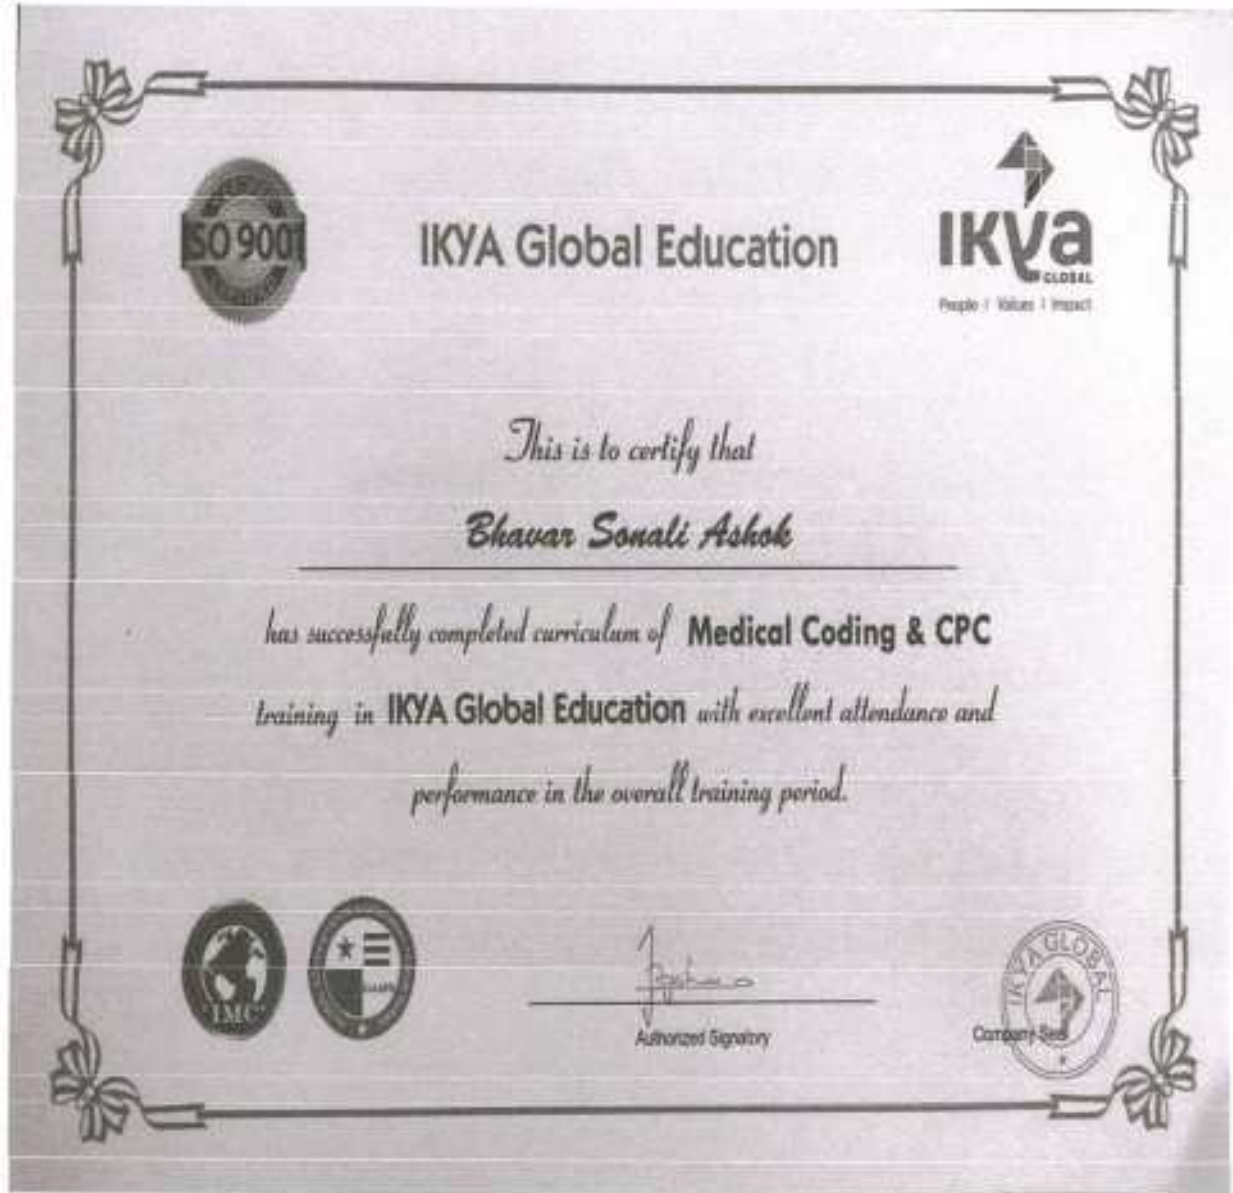 ISO 9001
IKYA Global Education
IKYa
GLOBAL
People | Values | Impact
This is to certify that
Bhavar Sonali Ashok
has successfully completed curriculum of Medical Coding & CPC
training in IKYA Global Education with excellent attendance and
performance in the overall training period.
IMC
IKYA GLOBAL
Authorized Signatory
Company Seal